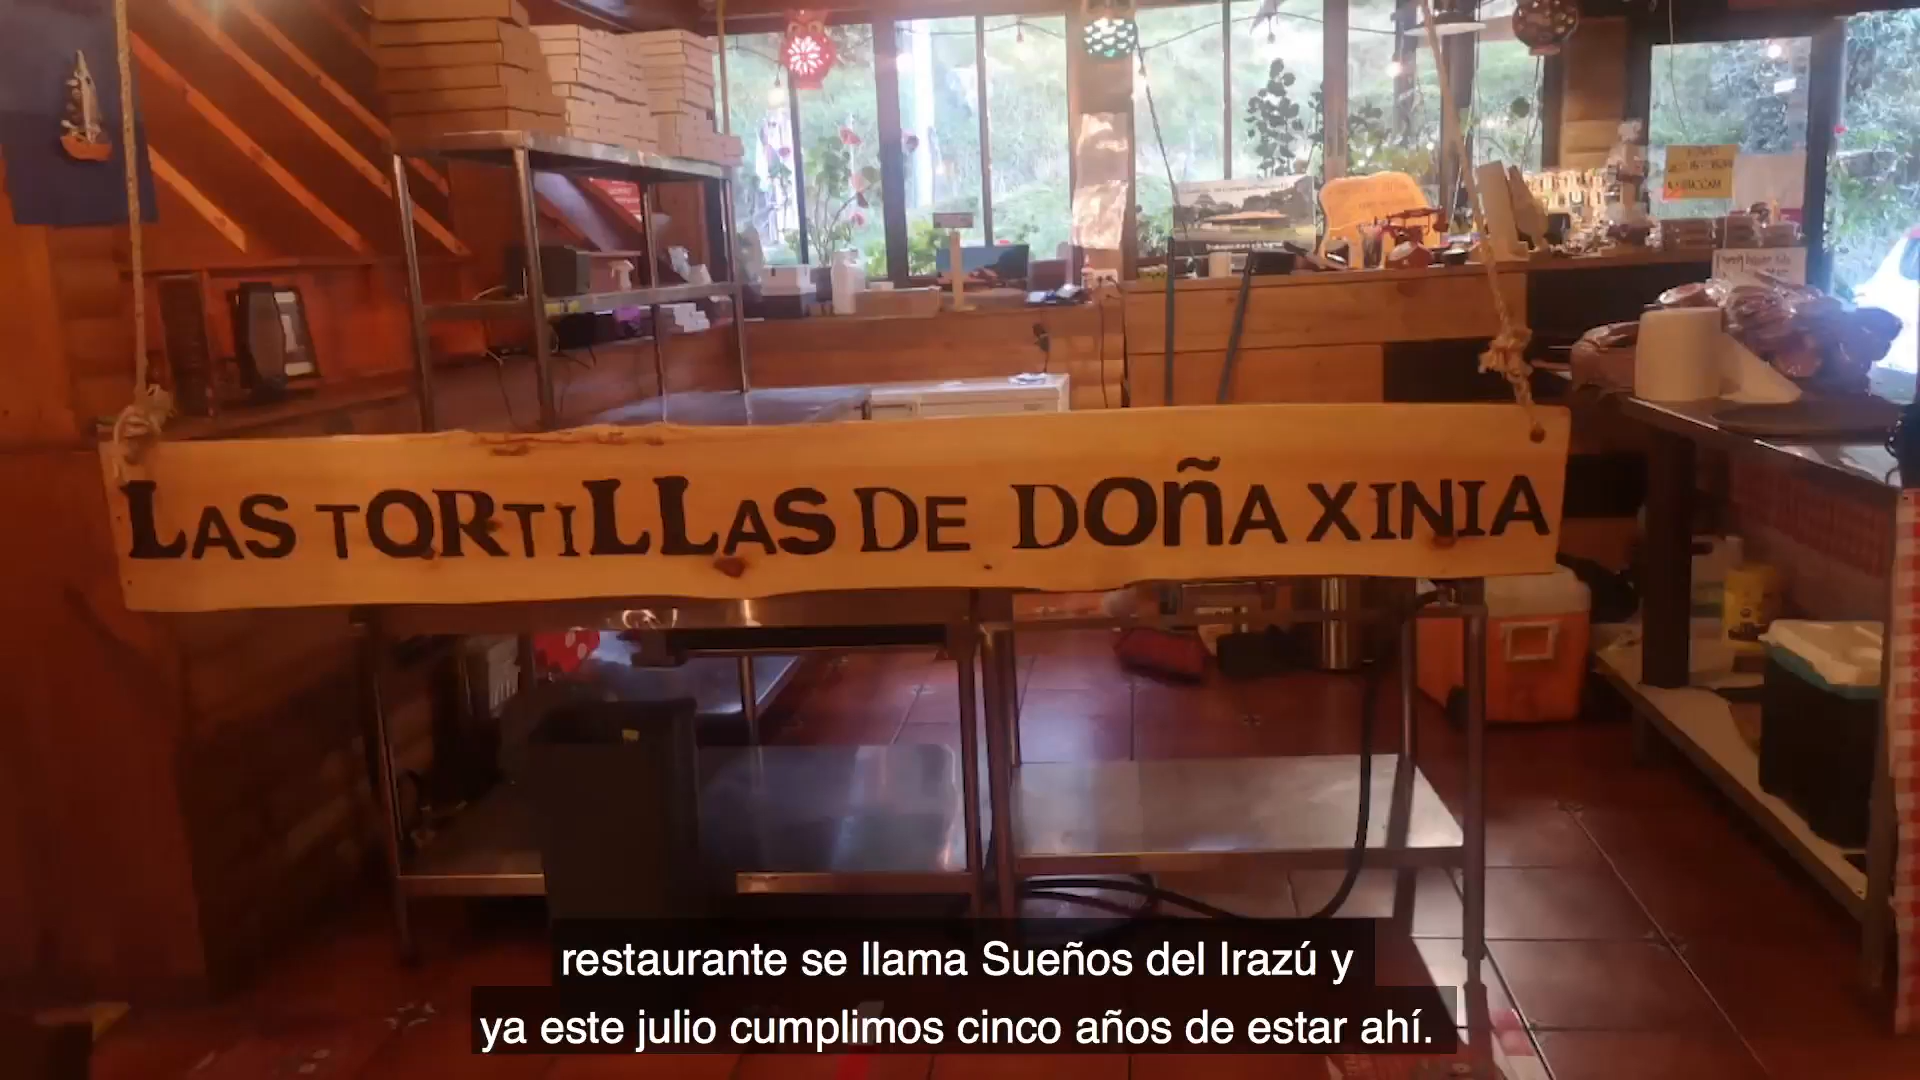 LAS TORTILLAS DE DOÑA XINIA
restaurante se llama Sueños del Irazú y
ya este julio cumplimos cinco años de estar ahí.